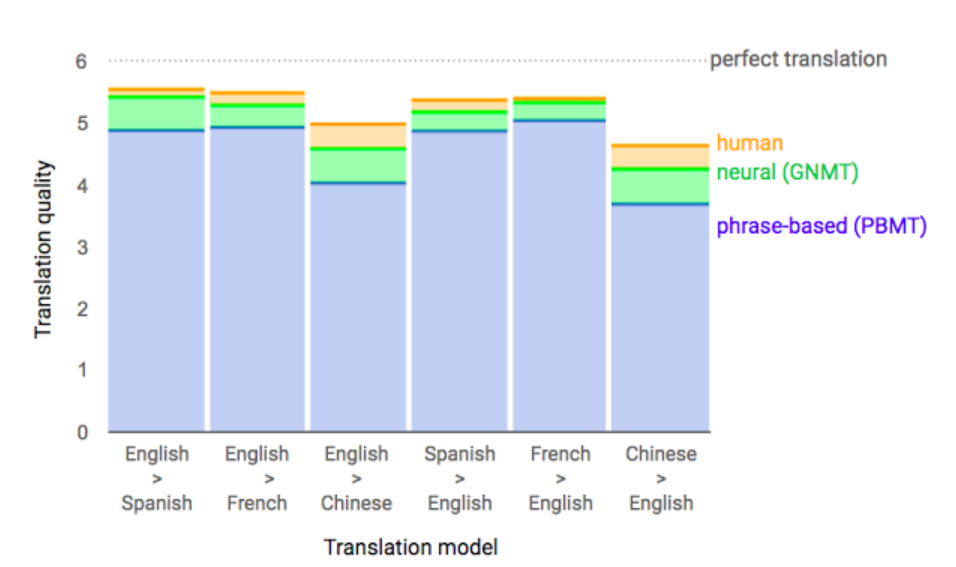 6
perfect translation
5
human
neural (GNMT)
4
phrase-based (PBMT)
3
2
1
0
Translation quality
English > Spanish
English > French
English > Chinese
Spanish > English
French > English
Chinese > English
Translation model